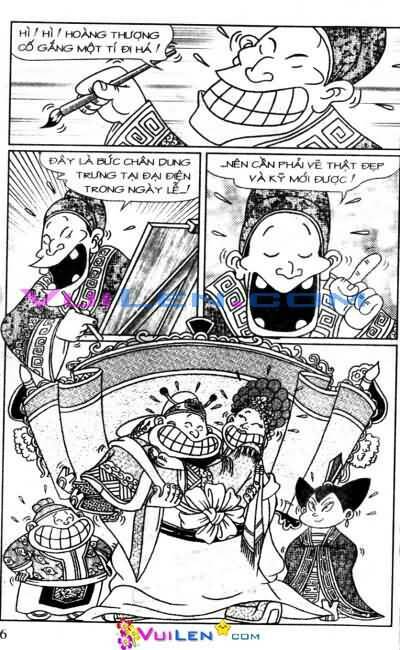 HÌ! HÌ! HOÀNG THƯỢNG
CỐ GẮNG MỘT TÍ ĐI HÁ!
ĐÂY LÀ BỨC CHÂN DUNG
TRƯNG TẠI ĐẠI ĐIỆN
TRONG NGÀY LỄ...
...NÊN CẦN PHẢI VẼ THẬT ĐẸP
VÀ KỸ MỚI ĐƯỢC!
VUILEN.COM
6
VUILEN.COM